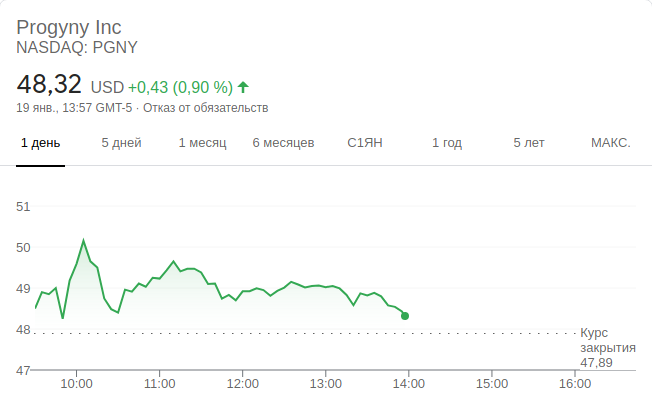 Progyny Inc
NASDAQ: PGNY
48,32 USD +0,43 (0,90 %)
19 янв., 13:57 GMT-5 · Отказ от обязательств
1 день 5 дней 1 месяц 6 месяцев С1ЯН 1 год 5 лет МАКС.
51
50
49
48
Курс
закрытия
47,89
47
10:00 11:00 12:00 13:00 14:00 15:00 16:00